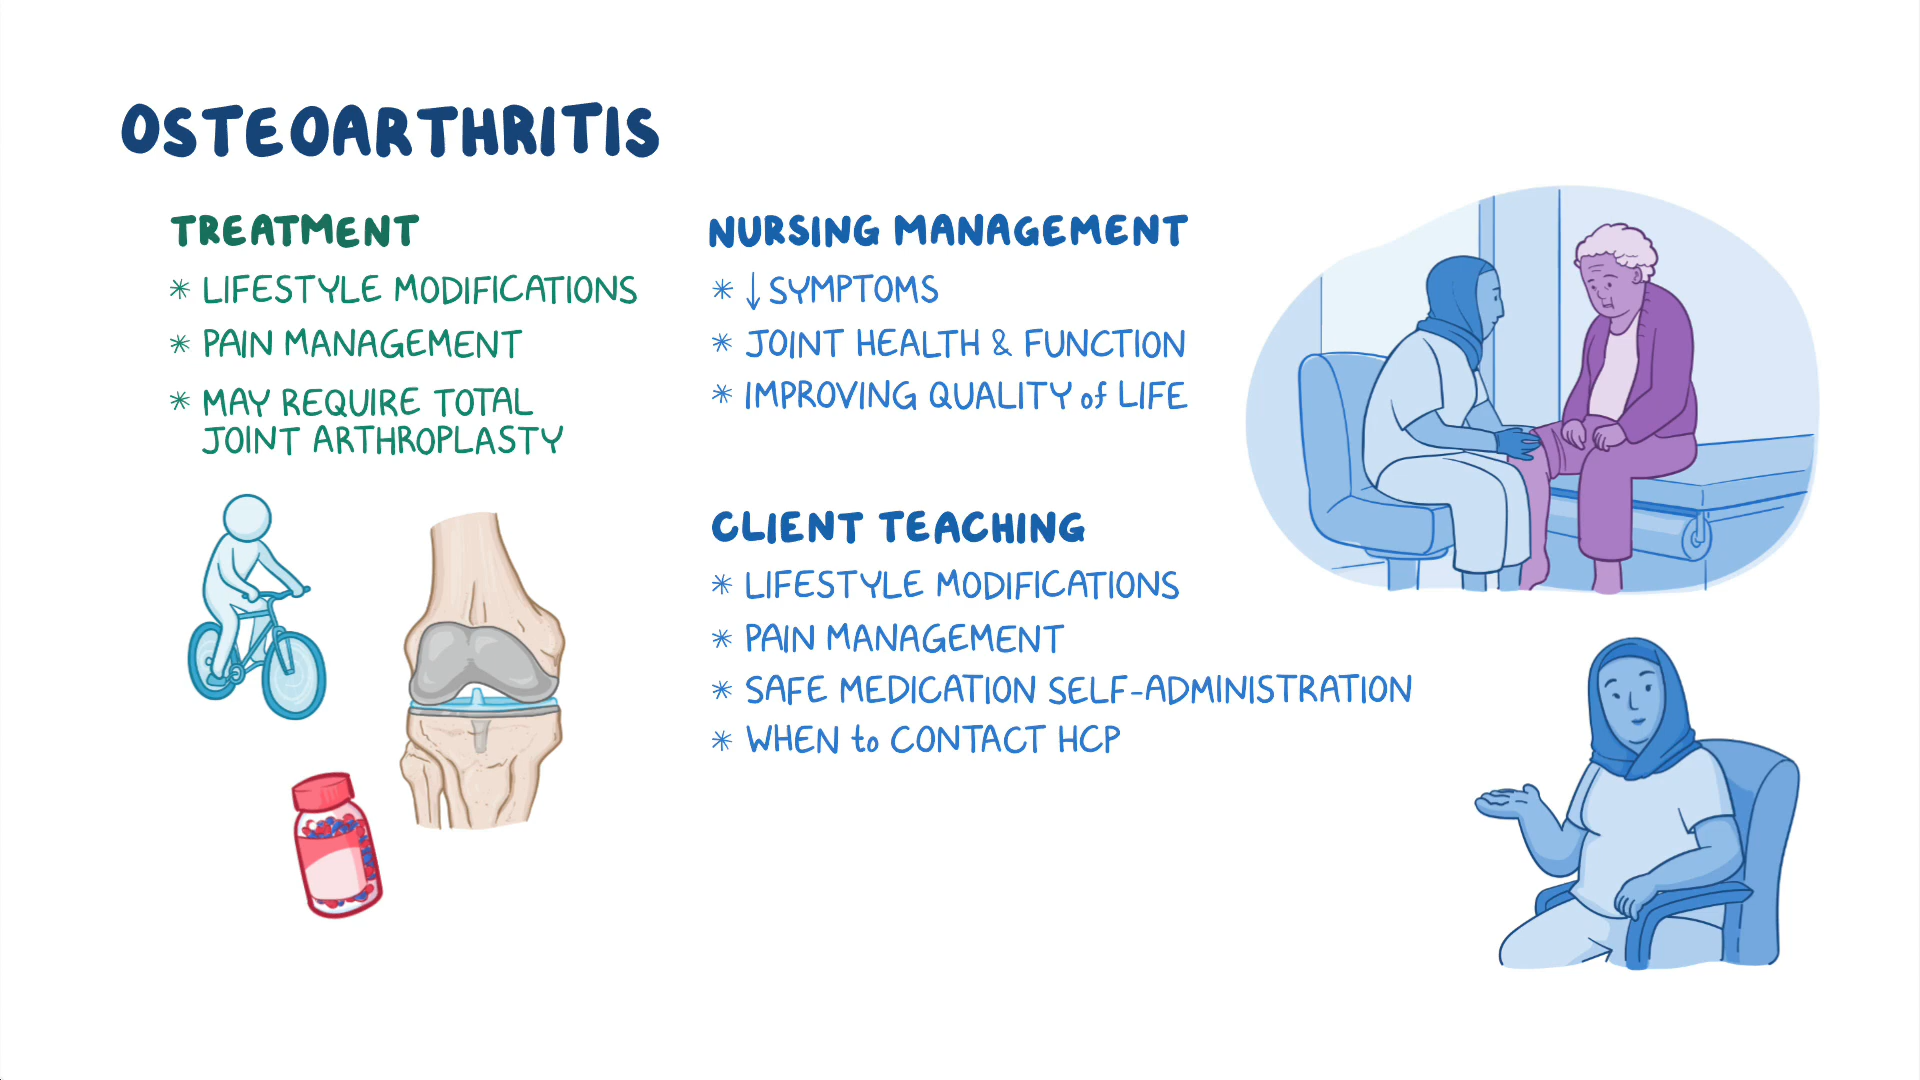 OSTEOARTHRITIS
TREATMENT
* LIFESTYLE MODIFICATIONS
* PAIN MANAGEMENT
* MAY REQUIRE TOTAL
JOINT ARTHROPLASTY
NURSING MANAGEMENT
* ↓ SYMPTOMS
* JOINT HEALTH & FUNCTION
* IMPROVING QUALITY of LIFE
CLIENT TEACHING
* LIFESTYLE MODIFICATIONS
* PAIN MANAGEMENT
* SAFE MEDICATION SELF-ADMINISTRATION
* WHEN to CONTACT HCP